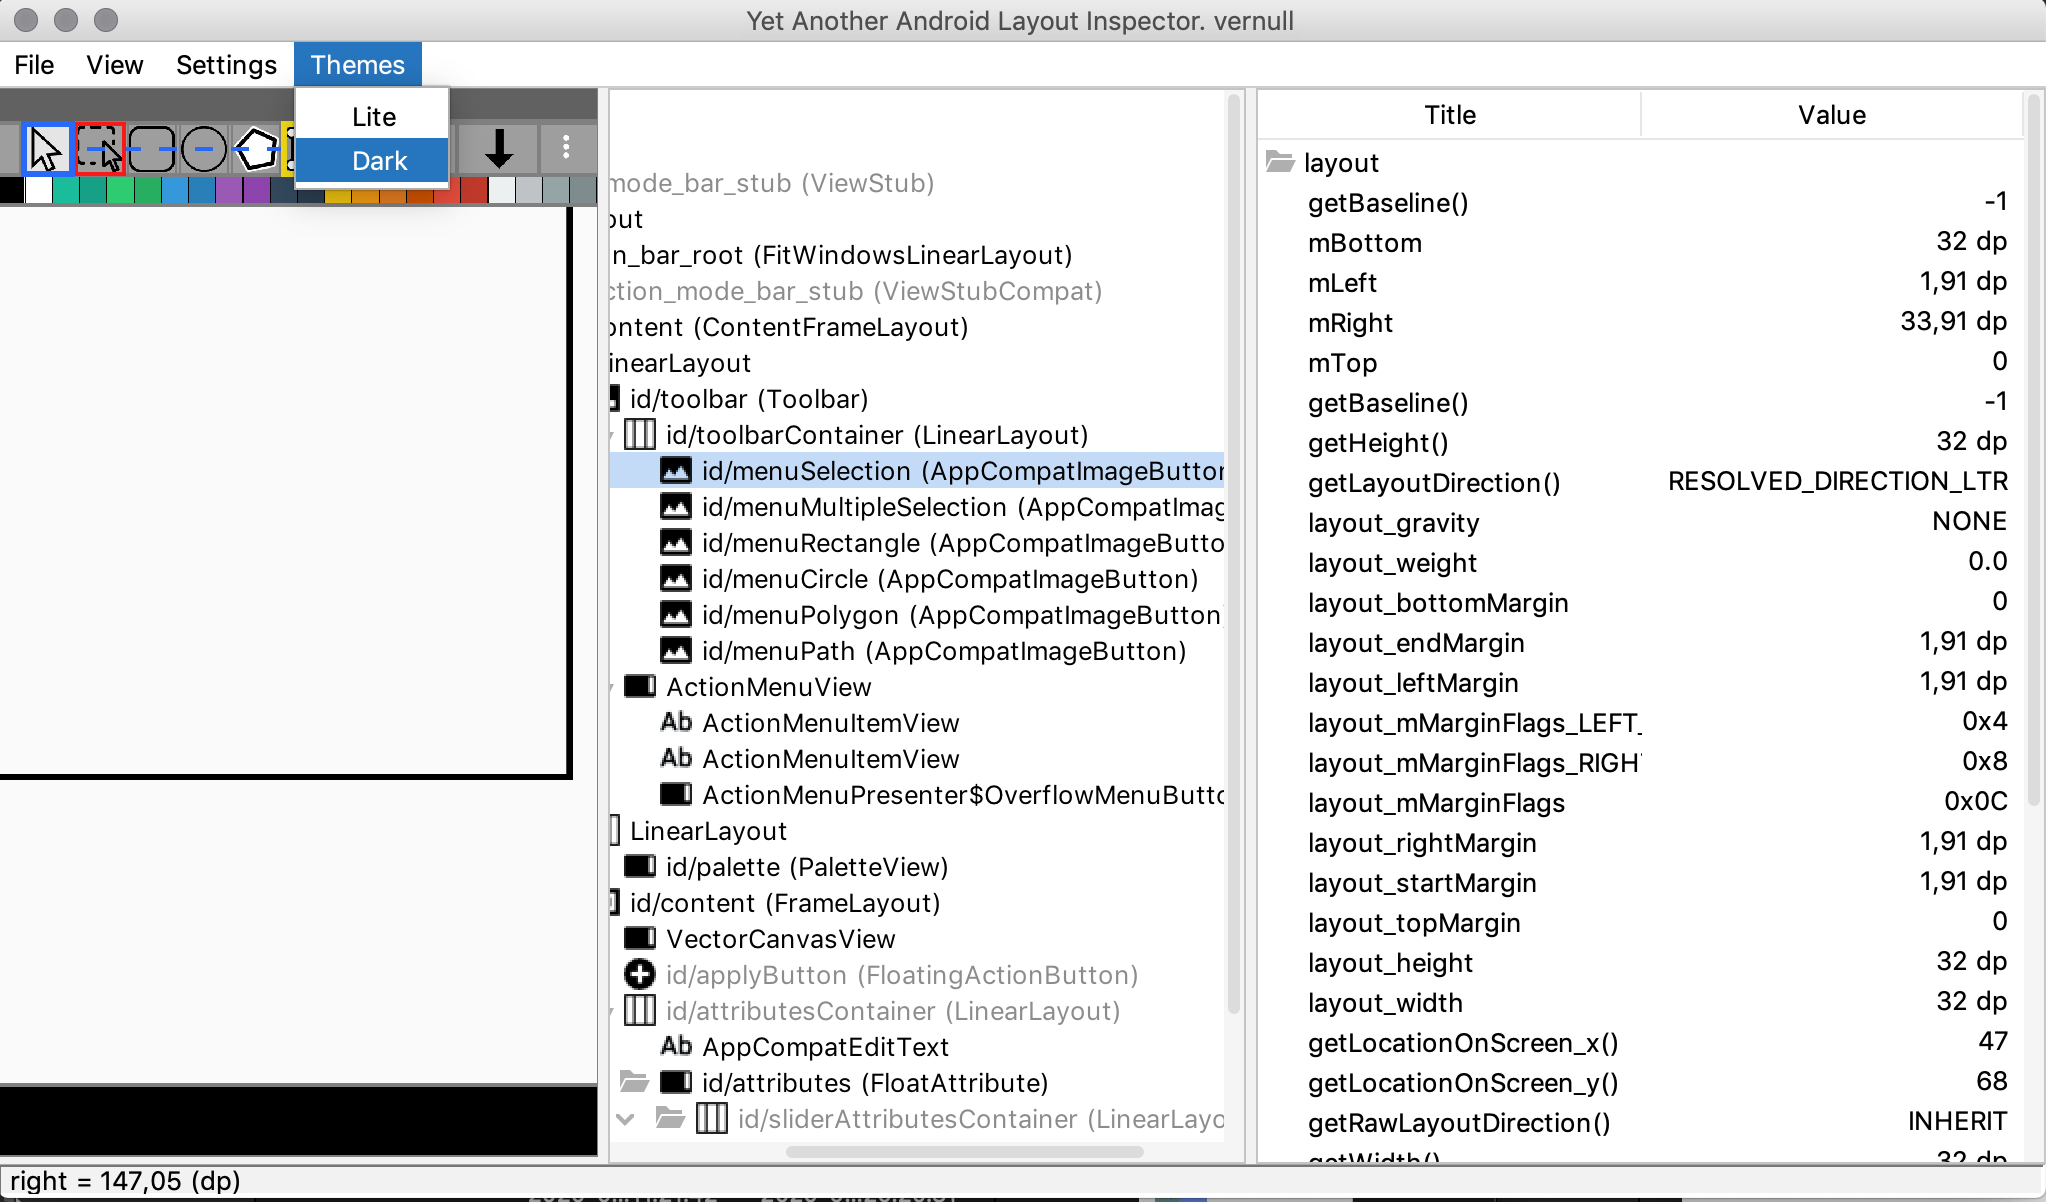 Yet Another Android Layout Inspector. vernull
File View Settings Themes
Lite
Dark
mode_bar_stub (ViewStub)
out
n_bar_root (FitWindowsLinearLayout)
ction_mode_bar_stub (ViewStubCompat)
ontent (ContentFrameLayout)
inearLayout
id/toolbar (Toolbar)
id/toolbarContainer (LinearLayout)
id/menuSelection (AppCompatImageButton
id/menuMultipleSelection (AppCompatImag
id/menuRectangle (AppCompatImageButto
id/menuCircle (AppCompatImageButton)
id/menuPolygon (AppCompatImageButton)
id/menuPath (AppCompatImageButton)
ActionMenuView
Ab ActionMenuItemView
Ab ActionMenuItemView
ActionMenuPresenter$OverflowMenuButto
LinearLayout
id/palette (PaletteView)
id/content (FrameLayout)
VectorCanvasView
id/applyButton (FloatingActionButton)
id/attributesContainer (LinearLayout)
Ab AppCompatEditText
id/attributes (FloatAttribute)
id/sliderAttributesContainer (LinearLayo
Title Value
layout
getBaseline() -1
mBottom 32 dp
mLeft 1,91 dp
mRight 33,91 dp
mTop 0
getBaseline() -1
getHeight() 32 dp
getLayoutDirection() RESOLVED_DIRECTION_LTR
layout_gravity NONE
layout_weight 0.0
layout_bottomMargin 0
layout_endMargin 1,91 dp
layout_leftMargin 1,91 dp
layout_mMarginFlags_LEFT_ 0x4
layout_mMarginFlags_RIGH 0x8
layout_mMarginFlags 0x0C
layout_rightMargin 1,91 dp
layout_startMargin 1,91 dp
layout_topMargin 0
layout_height 32 dp
layout_width 32 dp
getLocationOnScreen_x() 47
getLocationOnScreen_y() 68
getRawLayoutDirection() INHERIT
getWidth() 32 dp
right = 147,05 (dp)